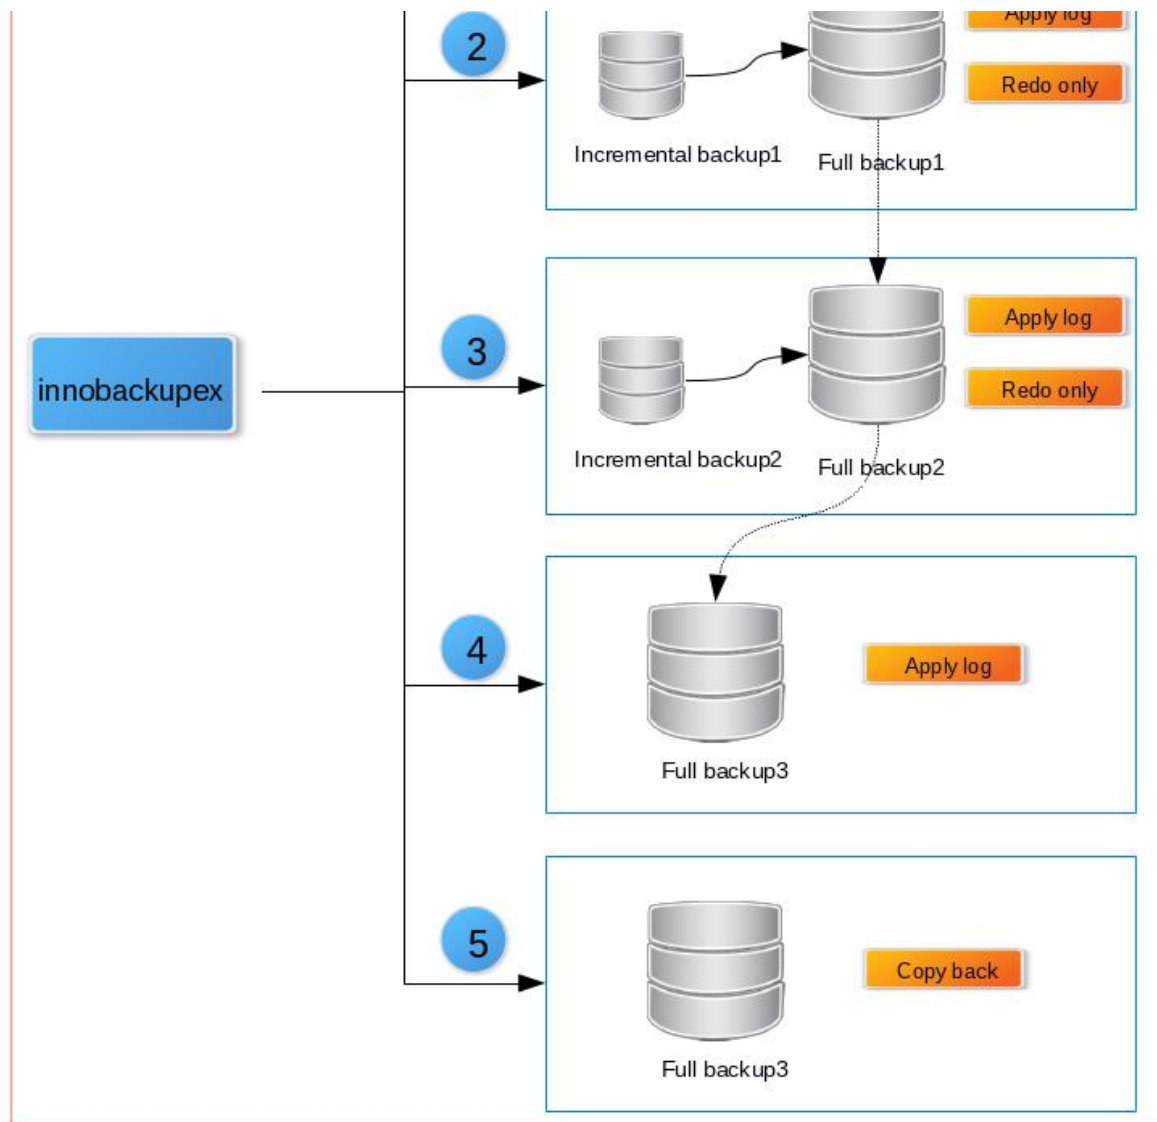 2
Apply log
Redo only
Incremental backup1
Full backup1
3
Apply log
innobackupex
Redo only
Incremental backup2
Full backup2
4
Apply log
Full backup3
5
Copy back
Full backup3